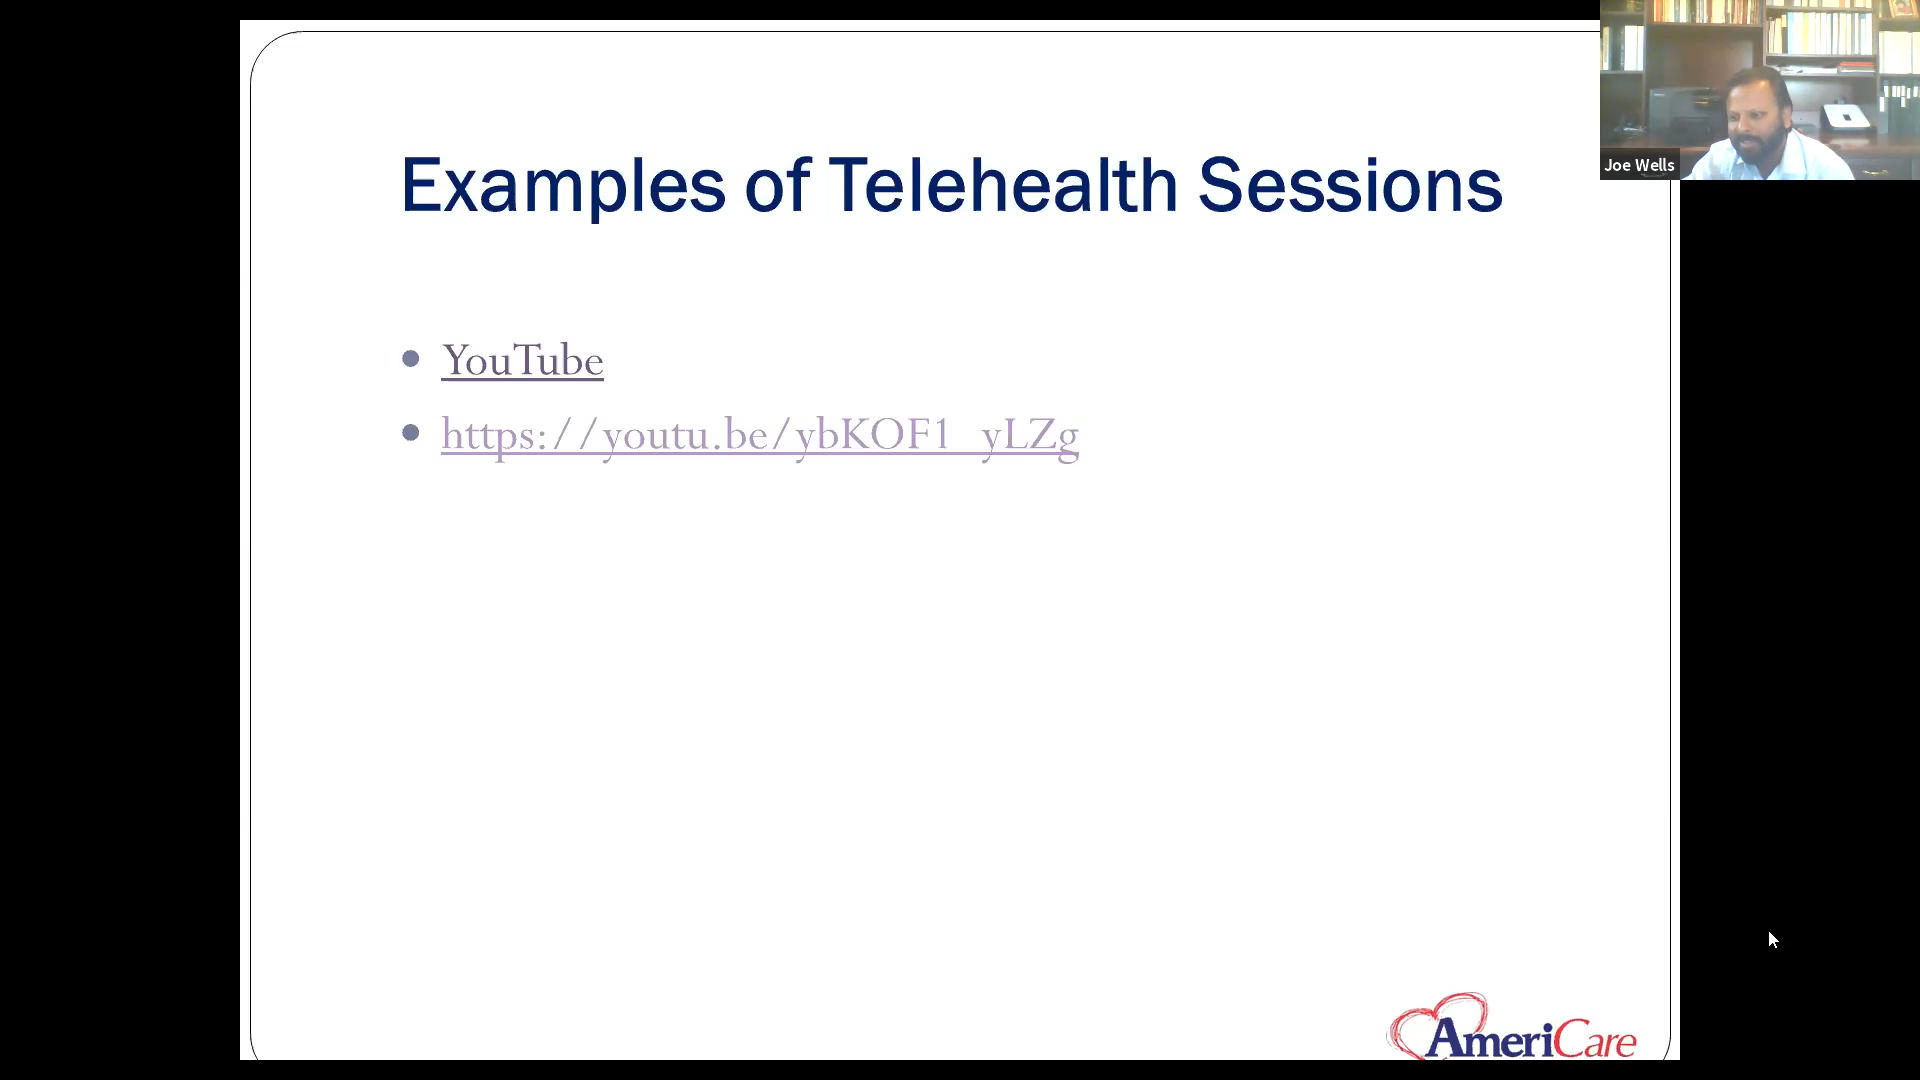 Examples of Telehealth Sessions
Joe Wells
YouTube
https://youtu.be/ybKOF1_yLZg
AmeriCare